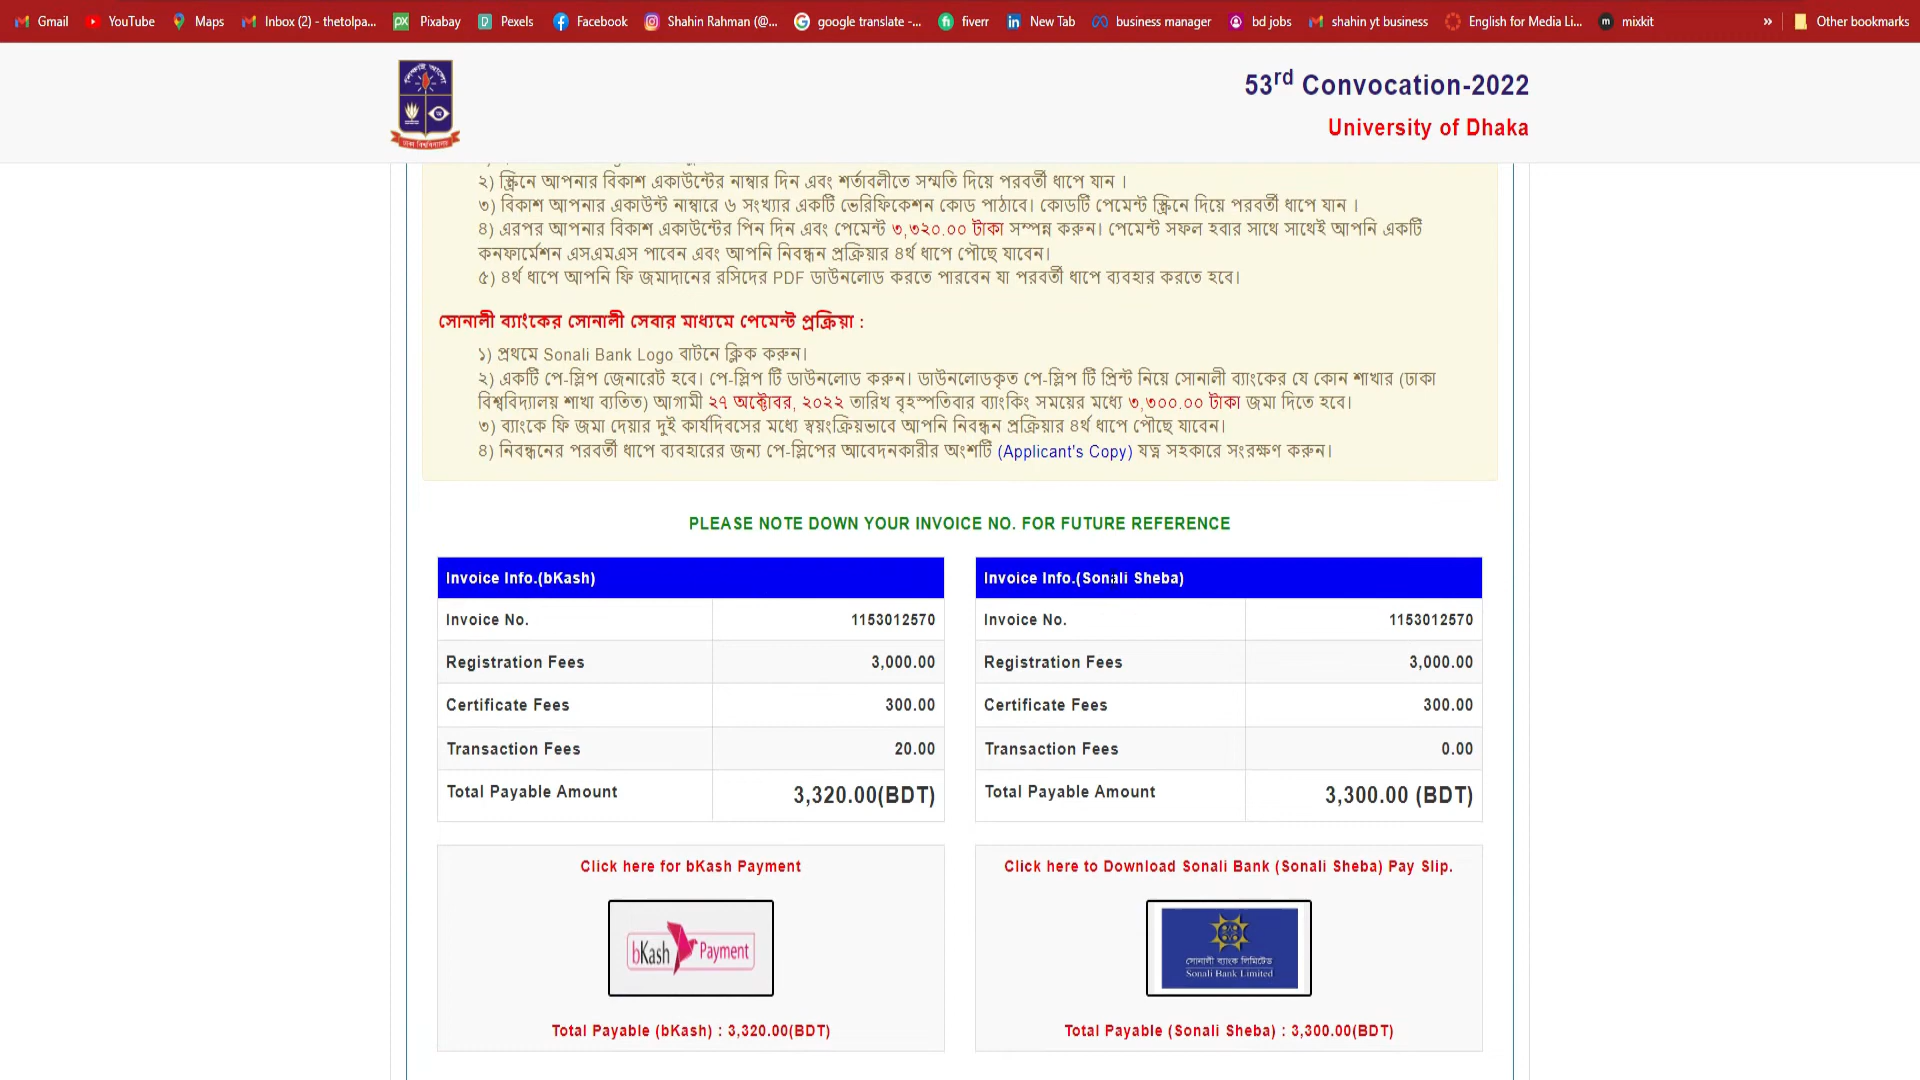 Gmail YouTube Maps Inbox (2) - thetolpa... Pixabay Pexels Facebook Shahin Rahman (@... google translate -... fiverr New Tab business manager bd jobs shahin yt business English for Media Li... mixkit » Other bookmarks
53rd Convocation-2022
University of Dhaka
২) স্ক্রিনে আপনার বিকাশ একাউন্টের নাম্বার দিন এবং শর্তাবলীতে সম্মতি দিয়ে পরবর্তী ধাপে যান ।
৩) বিকাশ আপনার একাউন্ট নাম্বারে ৬ সংখ্যার একটি ভেরিফিকেশন কোড পাঠাবে। কোডটি পেমেন্ট স্ক্রিনে দিয়ে পরবর্তী ধাপে যান ।
৪) এরপর আপনার বিকাশ একাউন্টের পিন দিন এবং পেমেন্ট ৩,৩২০.০০ টাকা সম্পন্ন করুন। পেমেন্ট সফল হবার সাথে সাথেই আপনি একটি
কনফার্মেশন এসএমএস পাবেন এবং আপনি নিবন্ধন প্রক্রিয়ার ৪র্থ ধাপে পৌছে যাবেন।
৫) ৪র্থ ধাপে আপনি ফি জমাদানের রসিদের PDF ডাউনলোড করতে পারবেন যা পরবর্তী ধাপে ব্যবহার করতে হবে।
সোনালী ব্যাংকের সোনালী সেবার মাধ্যমে পেমেন্ট প্রক্রিয়া :
১) প্রথমে Sonali Bank Logo বাটনে ক্লিক করুন।
২) একটি পে-স্লিপ জেনারেট হবে। পে-স্লিপ টি ডাউনলোড করুন। ডাউনলোডকৃত পে-স্লিপ টি প্রিন্ট নিয়ে সোনালী ব্যাংকের যে কোন শাখার (ঢাকা
বিশ্ববিদ্যালয় শাখা ব্যতিত) আগামী ২৭ অক্টোবর, ২০২২ তারিখ বৃহস্পতিবার ব্যাংকিং সময়ের মধ্যে ৩,৩০০.০০ টাকা জমা দিতে হবে।
৩) ব্যাংকে ফি জমা দেয়ার দুই কার্যদিবসের মধ্যে স্বয়ংক্রিয়ভাবে আপনি নিবন্ধন প্রক্রিয়ার ৪র্থ ধাপে পৌছে যাবেন।
৪) নিবন্ধনের পরবর্তী ধাপে ব্যবহারের জন্য পে-স্লিপের আবেদনকারীর অংশটি (Applicant's Copy) যত্ন সহকারে সংরক্ষণ করুন।
PLEASE NOTE DOWN YOUR INVOICE NO. FOR FUTURE REFERENCE
Invoice Info.(bKash)
Invoice No. 1153012570
Registration Fees 3,000.00
Certificate Fees 300.00
Transaction Fees 20.00
Total Payable Amount 3,320.00(BDT)
Click here for bKash Payment
bKash Payment
Total Payable (bKash) : 3,320.00(BDT)
Invoice Info.(Sonali Sheba)
Invoice No. 1153012570
Registration Fees 3,000.00
Certificate Fees 300.00
Transaction Fees 0.00
Total Payable Amount 3,300.00 (BDT)
Click here to Download Sonali Bank (Sonali Sheba) Pay Slip.
সোনালী ব্যাংক লিমিটেড
Sonali Bank Limited
Total Payable (Sonali Sheba) : 3,300.00(BDT)